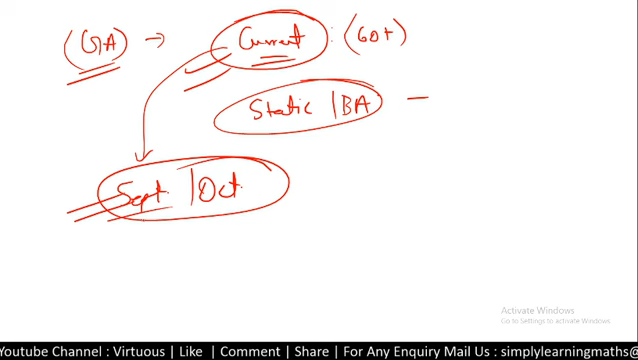 (GA) → Current : (60+)
Static | BA —
Sept | Oct
Activate Windows
Go to Settings to activate Windows.
Youtube Channel : Virtuous | Like | Comment | Share | For Any Enquiry Mail Us : simplylearningmaths@